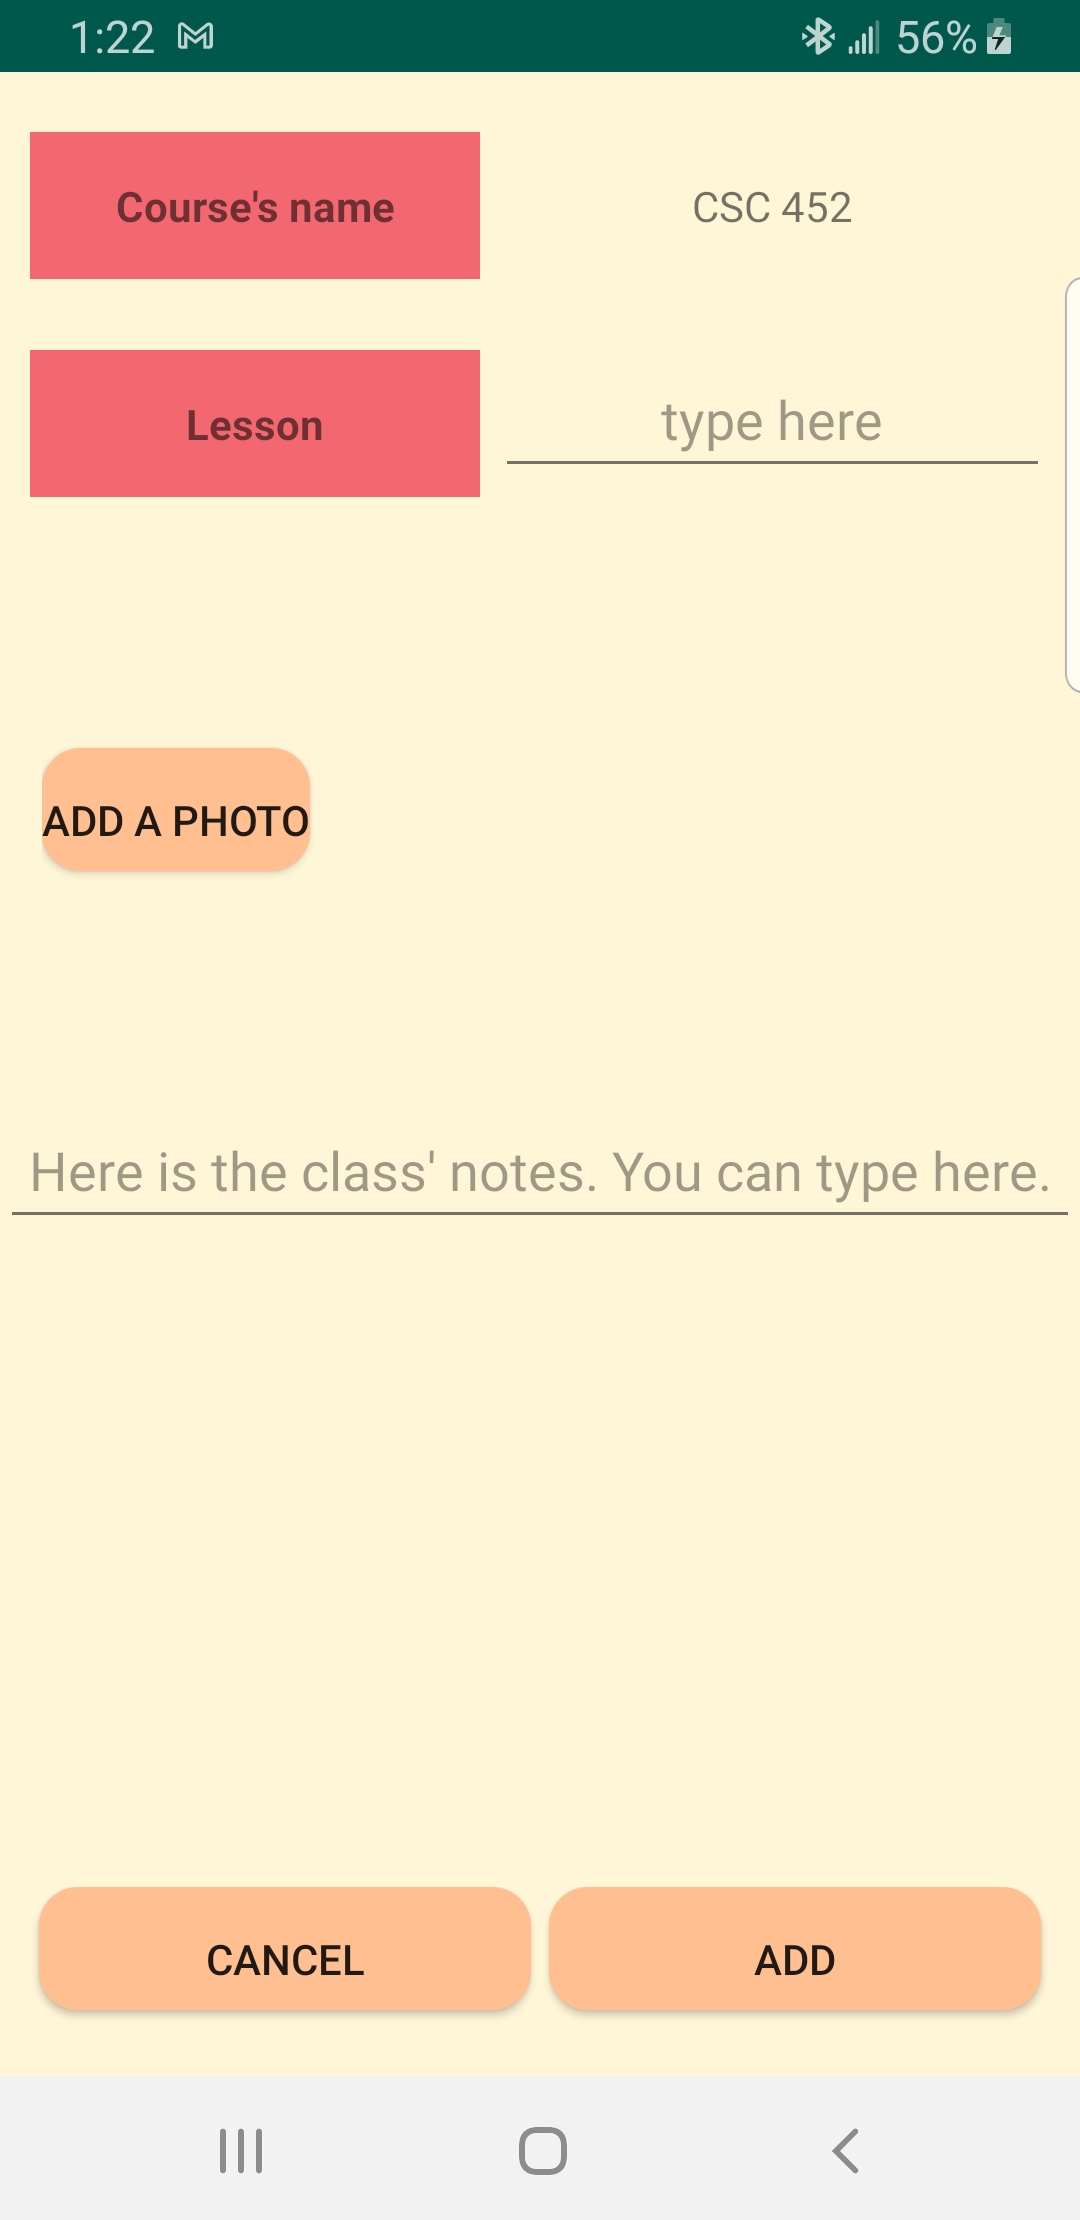 1:22 56%
Course's name CSC 452
Lesson type here
ADD A PHOTO
Here is the class' notes. You can type here.
CANCEL ADD